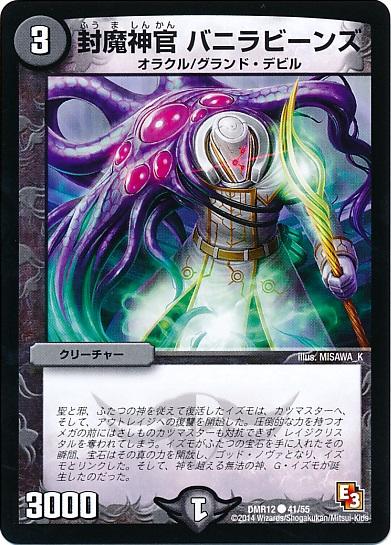 3
ふうましんかん
封魔神官 バニラビーンズ
オラクル/グランド・デビル
illus. MISAWA_K
クリーチャー
聖と邪、ふたつの神を従えて復活したイズモは、カツマスターへ、
そして、アウトレイジへの復讐を開始した。圧倒的な力を持つオ
メガの前にはさしものカツマスターも対抗できず、レイジクリス
タルを奪われてしまう。イズモがふたつの宝石を手に入れたその
瞬間、宝石はその真の力を開放し、ゴッド・ノヴァとなり、イズ
モとリンクした。そして、神を超える無法の神、G・イズモが誕
生したのだった。
3000
1
E3
DMR12 ● 41/55
©2014 Wizards/Shogakukan/Mitsui-Kids